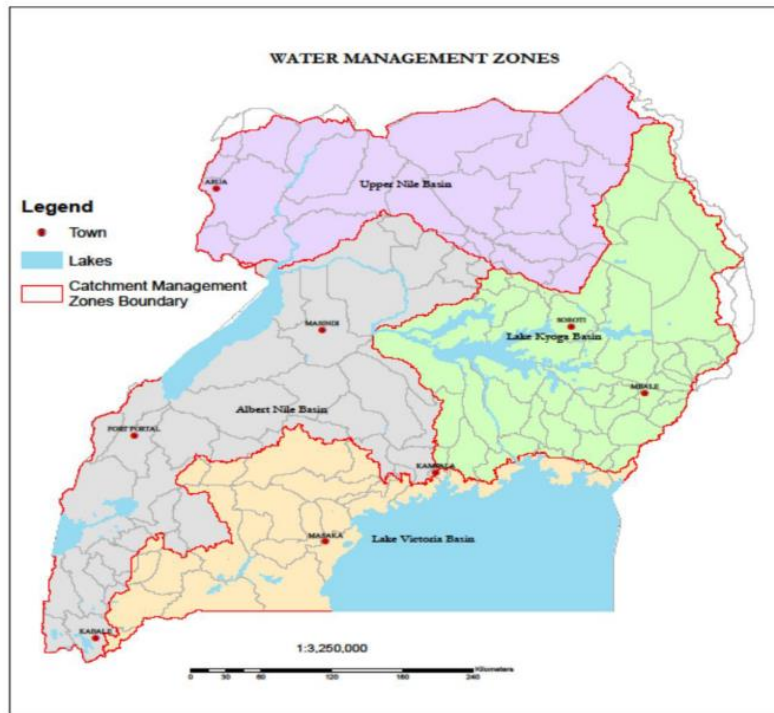 WATER MANAGEMENT ZONES
ARUA
Upper Nile Basin
Legend
Town
Lakes
Catchment Management
Zones Boundary
SOROTI
MASINDI
Lake Kyoga Basin
MBALE
Albert Nile Basin
FORT PORTAL
KAMPALA
MASAKA
Lake Victoria Basin
KABALE
1:3,250,000
Kilometers
0 30 60 120 160 240